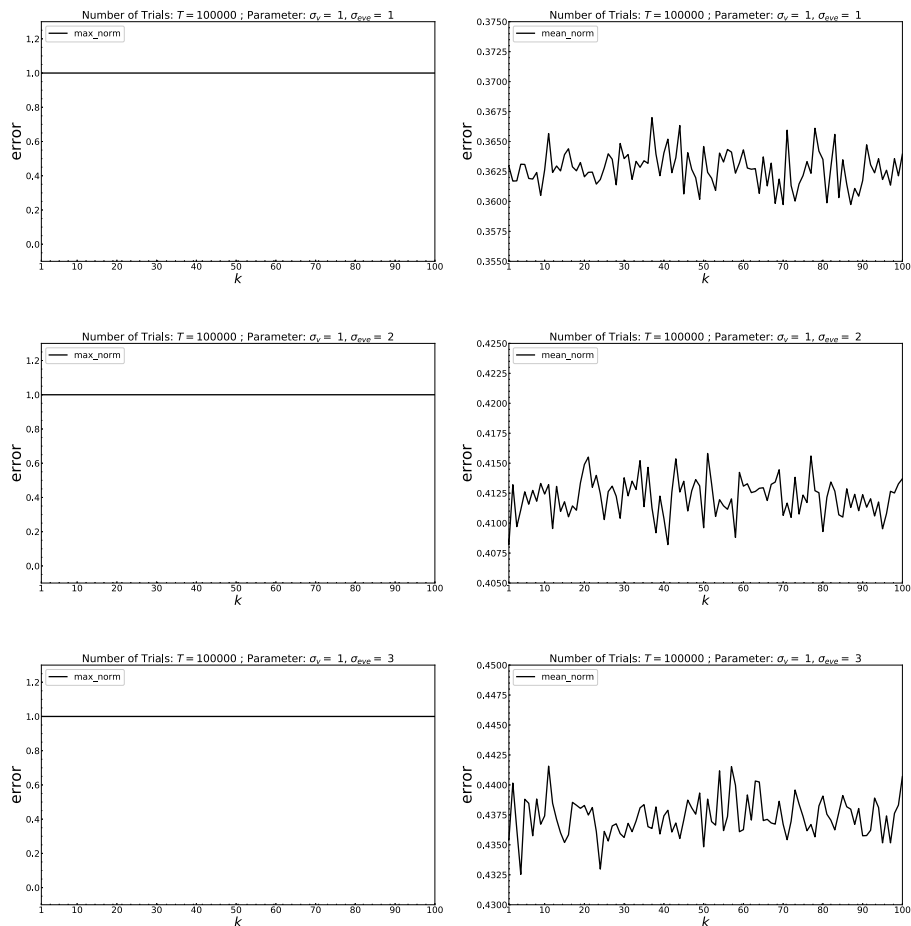 Number of Trials: T = 100000 ; Parameter: σv = 1, σeve = 1
max_norm
error
1.2
1.0
0.8
0.6
0.4
0.2
0.0
1 10 20 30 40 50 60 70 80 90 100
k
Number of Trials: T = 100000 ; Parameter: σv = 1, σeve = 1
mean_norm
error
0.3750
0.3725
0.3700
0.3675
0.3650
0.3625
0.3600
0.3575
0.3550
1 10 20 30 40 50 60 70 80 90 100
k
Number of Trials: T = 100000 ; Parameter: σv = 1, σeve = 2
max_norm
error
1.2
1.0
0.8
0.6
0.4
0.2
0.0
1 10 20 30 40 50 60 70 80 90 100
k
Number of Trials: T = 100000 ; Parameter: σv = 1, σeve = 2
mean_norm
error
0.4250
0.4225
0.4200
0.4175
0.4150
0.4125
0.4100
0.4075
0.4050
1 10 20 30 40 50 60 70 80 90 100
k
Number of Trials: T = 100000 ; Parameter: σv = 1, σeve = 3
max_norm
error
1.2
1.0
0.8
0.6
0.4
0.2
0.0
1 10 20 30 40 50 60 70 80 90 100
k
Number of Trials: T = 100000 ; Parameter: σv = 1, σeve = 3
mean_norm
error
0.4500
0.4475
0.4450
0.4425
0.4400
0.4375
0.4350
0.4325
0.4300
1 10 20 30 40 50 60 70 80 90 100
k